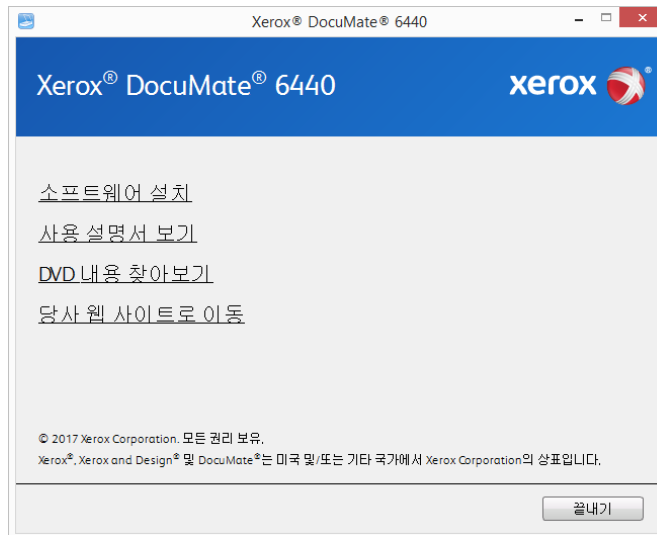 Xerox® DocuMate® 6440
Xerox® DocuMate® 6440
xerox ®
소프트웨어 설치
사용 설명서 보기
DVD 내용 찾아보기
당사 웹 사이트로 이동
© 2017 Xerox Corporation. 모든 권리 보유.
Xerox®, Xerox and Design® 및 DocuMate®는 미국 및/또는 기타 국가에서 Xerox Corporation의 상표입니다.
끝내기